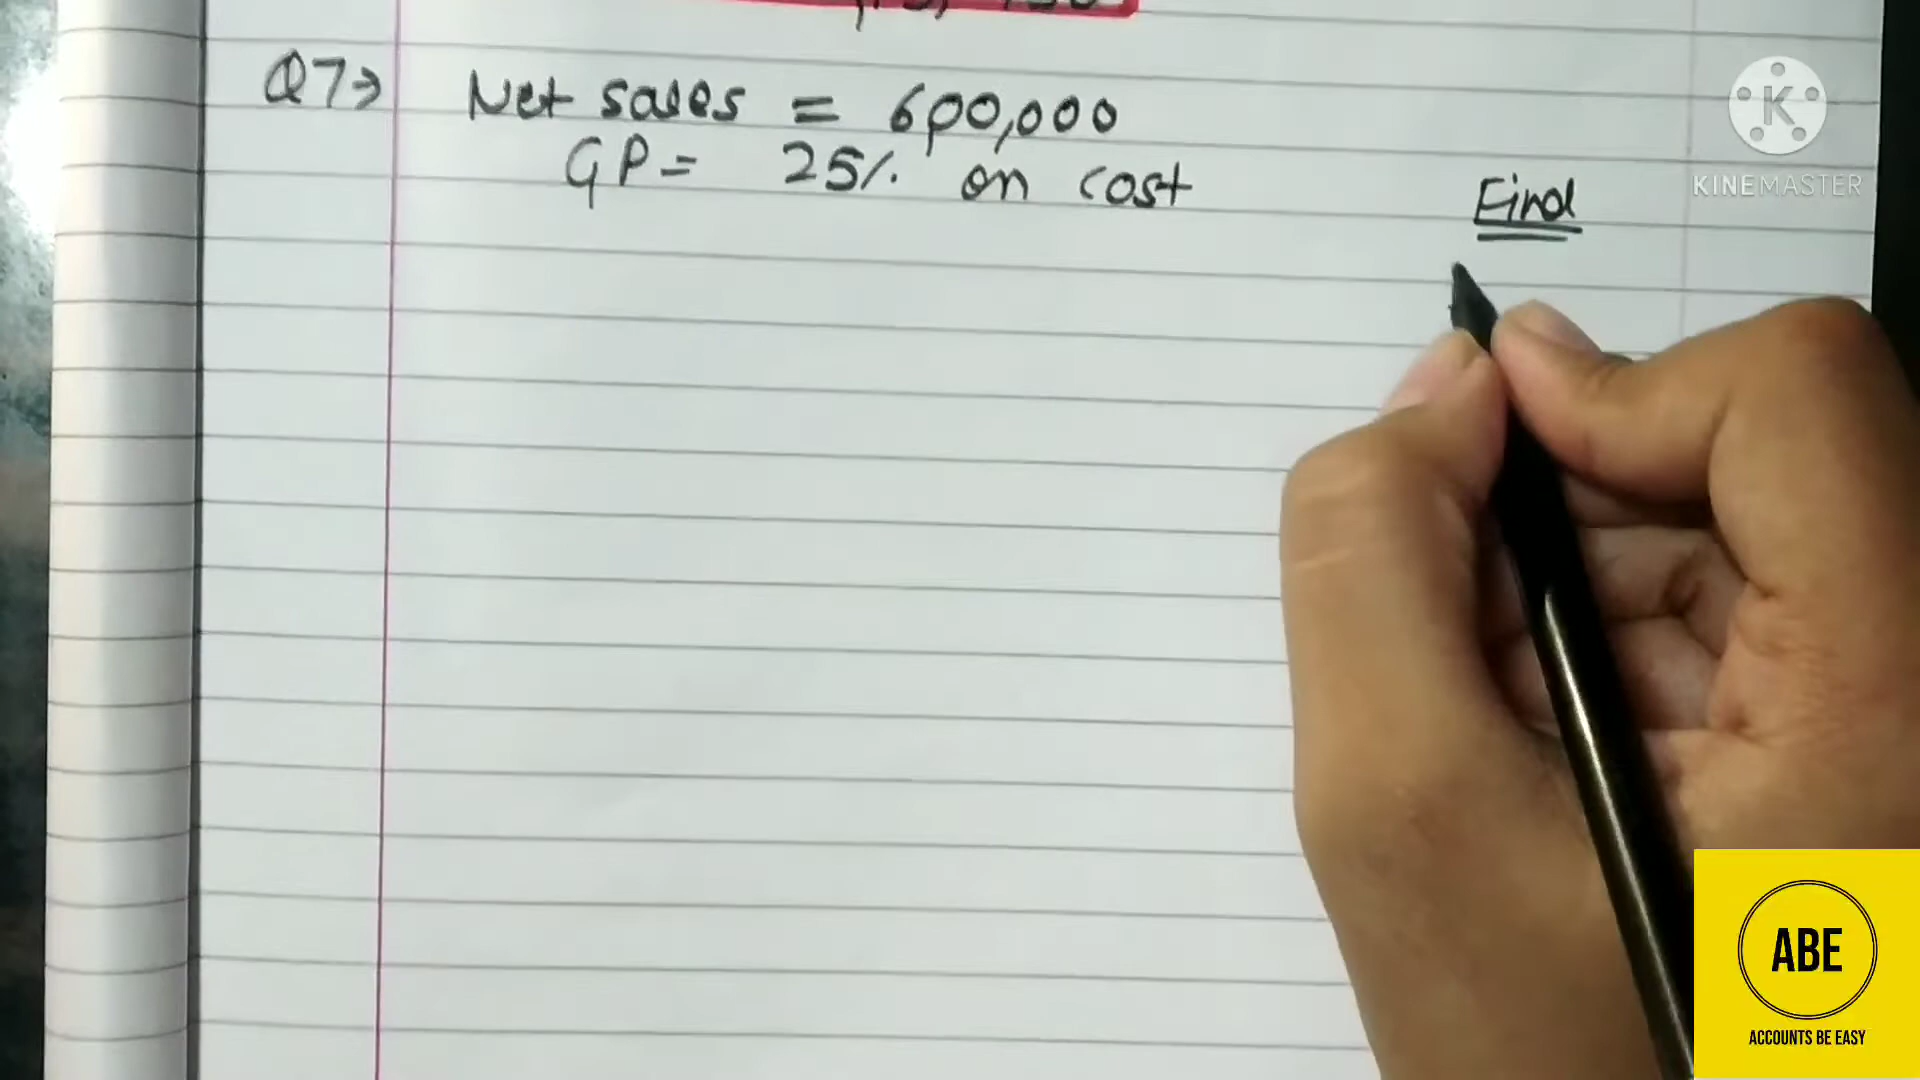 Q7→ Net sales = 600,000
GP = 25% on cost
Find
K
KINEMASTER
ABE
ACCOUNTS BE EASY